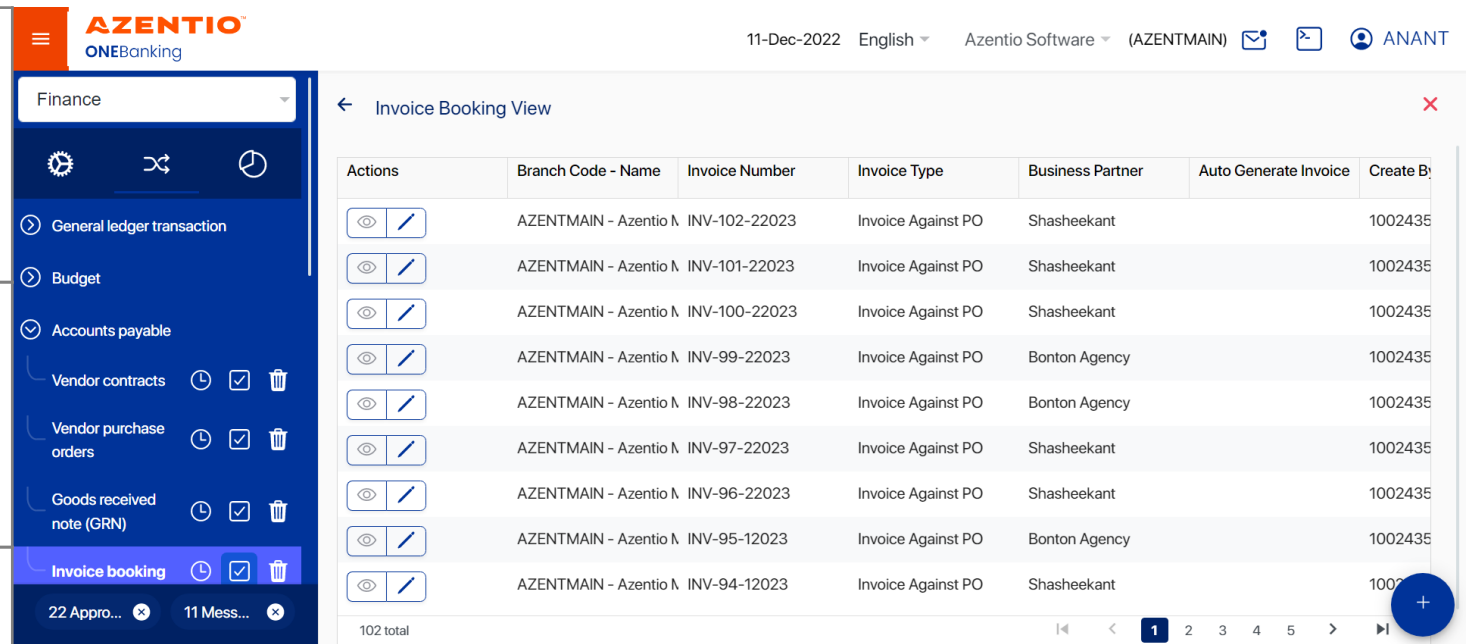 AZENTIO™
ONEBanking
11-Dec-2022 English Azentio Software (AZENTMAIN) ANANT
Finance
General ledger transaction
Budget
Accounts payable
Vendor contracts
Vendor purchase
orders
Goods received
note (GRN)
Invoice booking
22 Appro... 11 Mess...
Invoice Booking View
Actions Branch Code - Name Invoice Number Invoice Type Business Partner Auto Generate Invoice Create By
AZENTMAIN - Azentio M INV-102-22023 Invoice Against PO Shasheekant 1002435
AZENTMAIN - Azentio M INV-101-22023 Invoice Against PO Shasheekant 1002435
AZENTMAIN - Azentio M INV-100-22023 Invoice Against PO Shasheekant 1002435
AZENTMAIN - Azentio M INV-99-22023 Invoice Against PO Bonton Agency 1002435
AZENTMAIN - Azentio M INV-98-22023 Invoice Against PO Bonton Agency 1002435
AZENTMAIN - Azentio M INV-97-22023 Invoice Against PO Shasheekant 1002435
AZENTMAIN - Azentio M INV-96-22023 Invoice Against PO Shasheekant 1002435
AZENTMAIN - Azentio M INV-95-12023 Invoice Against PO Bonton Agency 1002435
AZENTMAIN - Azentio M INV-94-12023 Invoice Against PO Shasheekant 1002
102 total 1 2 3 4 5